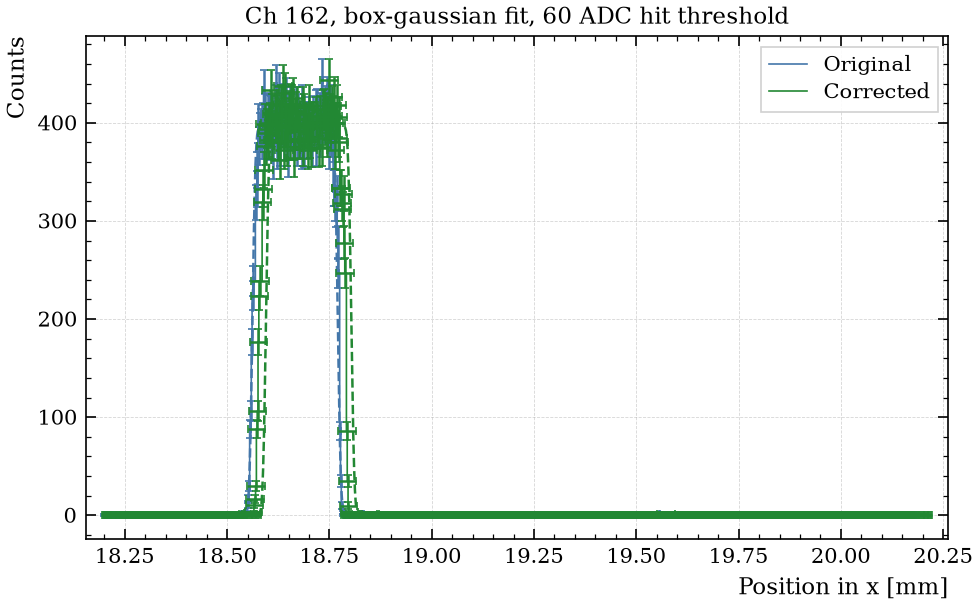 Ch 162, box-gaussian fit, 60 ADC hit threshold
Counts
Original
Corrected
400
300
200
100
0
18.25 18.50 18.75 19.00 19.25 19.50 19.75 20.00 20.25
Position in x [mm]